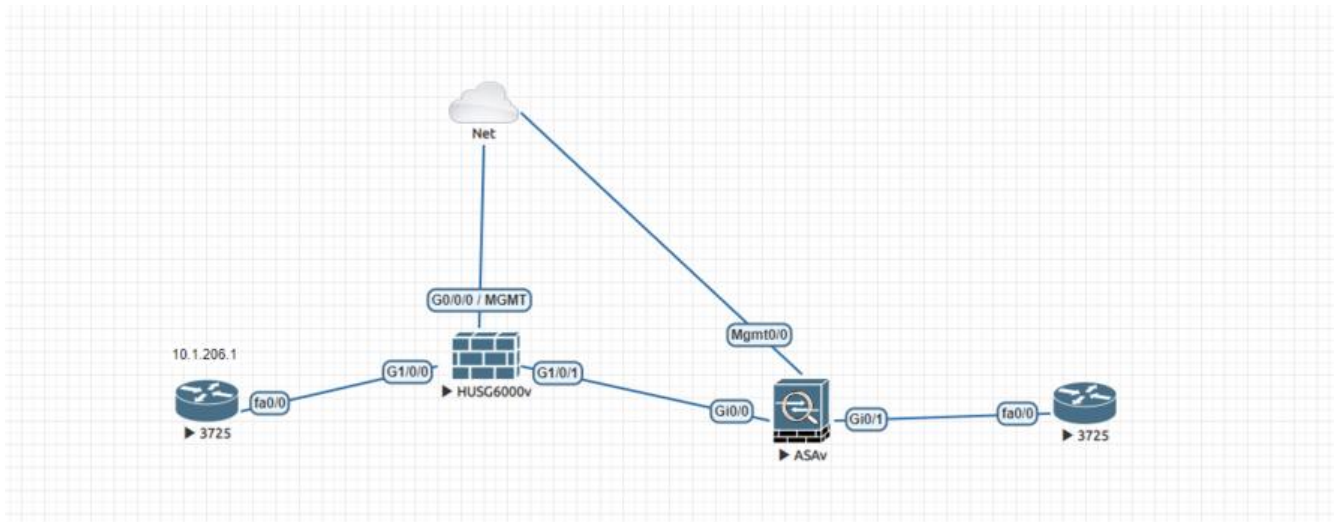 Net
G0/0/0 / MGMT
Mgmt0/0
10.1.206.1
G1/0/0
G1/0/1
HUSG6000v
fa0/0
3725
Gi0/0
Gi0/1
fa0/0
3725
ASAv